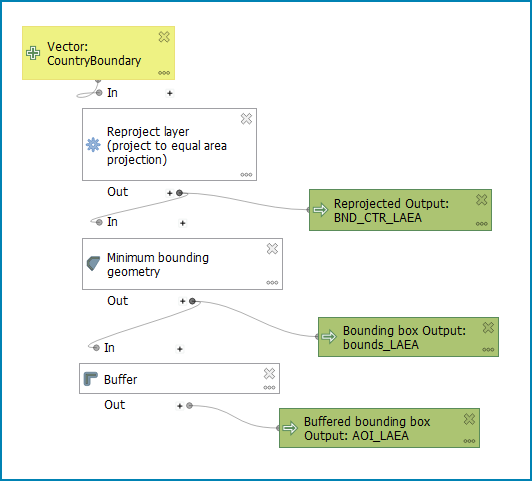 Vector:
CountryBoundary
In
Reproject layer
(project to equal area
projection)
Out
Reprojected Output:
BND_CTR_LAEA
In
Minimum bounding
geometry
Out
Bounding box Output:
bounds_LAEA
In
Buffer
Out
Buffered bounding box
Output: AOI_LAEA